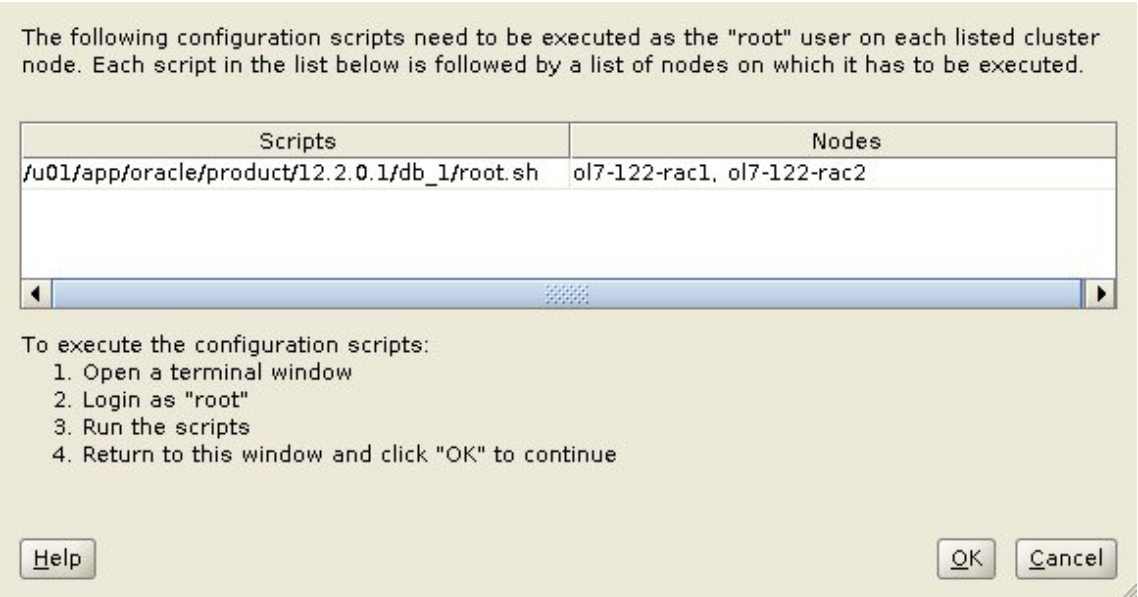 The following configuration scripts need to be executed as the "root" user on each listed cluster
node. Each script in the list below is followed by a list of nodes on which it has to be executed.
Scripts Nodes
/u01/app/oracle/product/12.2.0.1/db_1/root.sh ol7-122-rac1, ol7-122-rac2
To execute the configuration scripts:
1. Open a terminal window
2. Login as "root"
3. Run the scripts
4. Return to this window and click "OK" to continue
Help OK Cancel